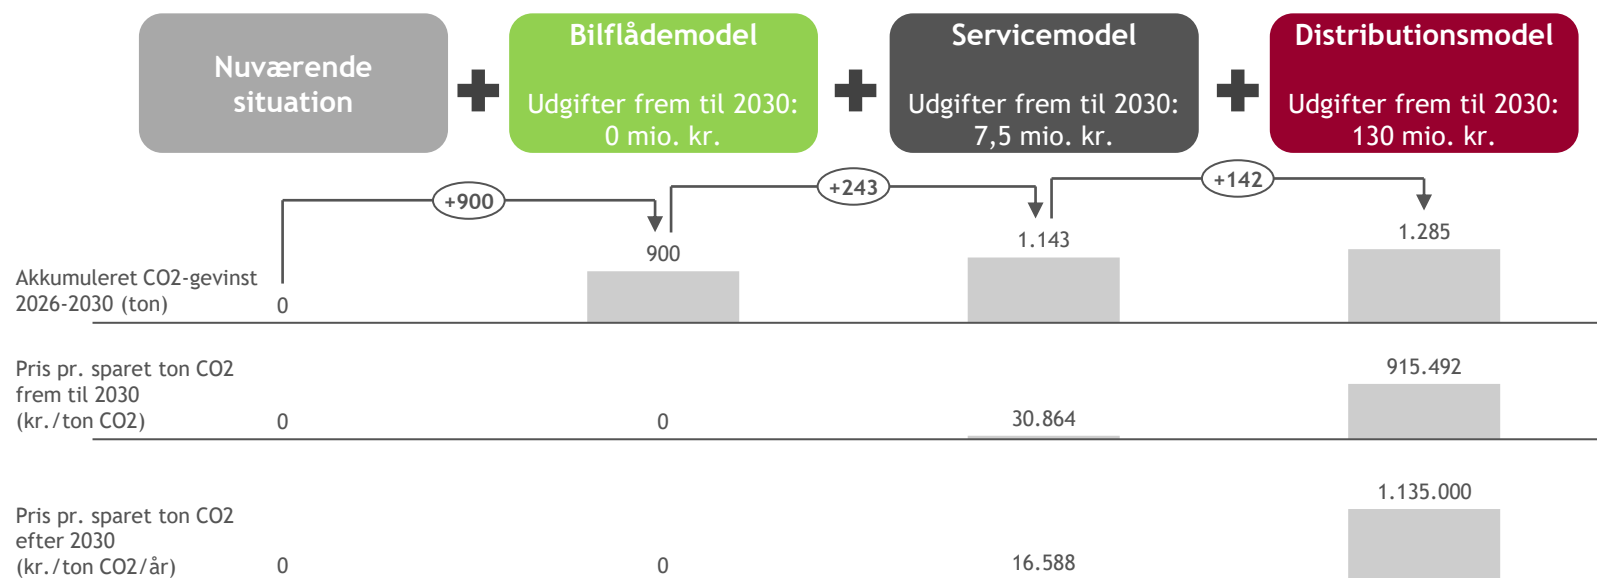 Nuværende
situation
Bilflådemodel
Udgifter frem til 2030:
0 mio. kr.
Servicemodel
Udgifter frem til 2030:
7,5 mio. kr.
Distributionsmodel
Udgifter frem til 2030:
130 mio. kr.
+900
+243
+142
Akkumuleret CO2-gevinst
2026-2030 (ton)
0
900
1.143
1.285
Pris pr. sparet ton CO2
frem til 2030
(kr./ton CO2)
0
0
30.864
915.492
Pris pr. sparet ton CO2
efter 2030
(kr./ton CO2/år)
0
0
16.588
1.135.000